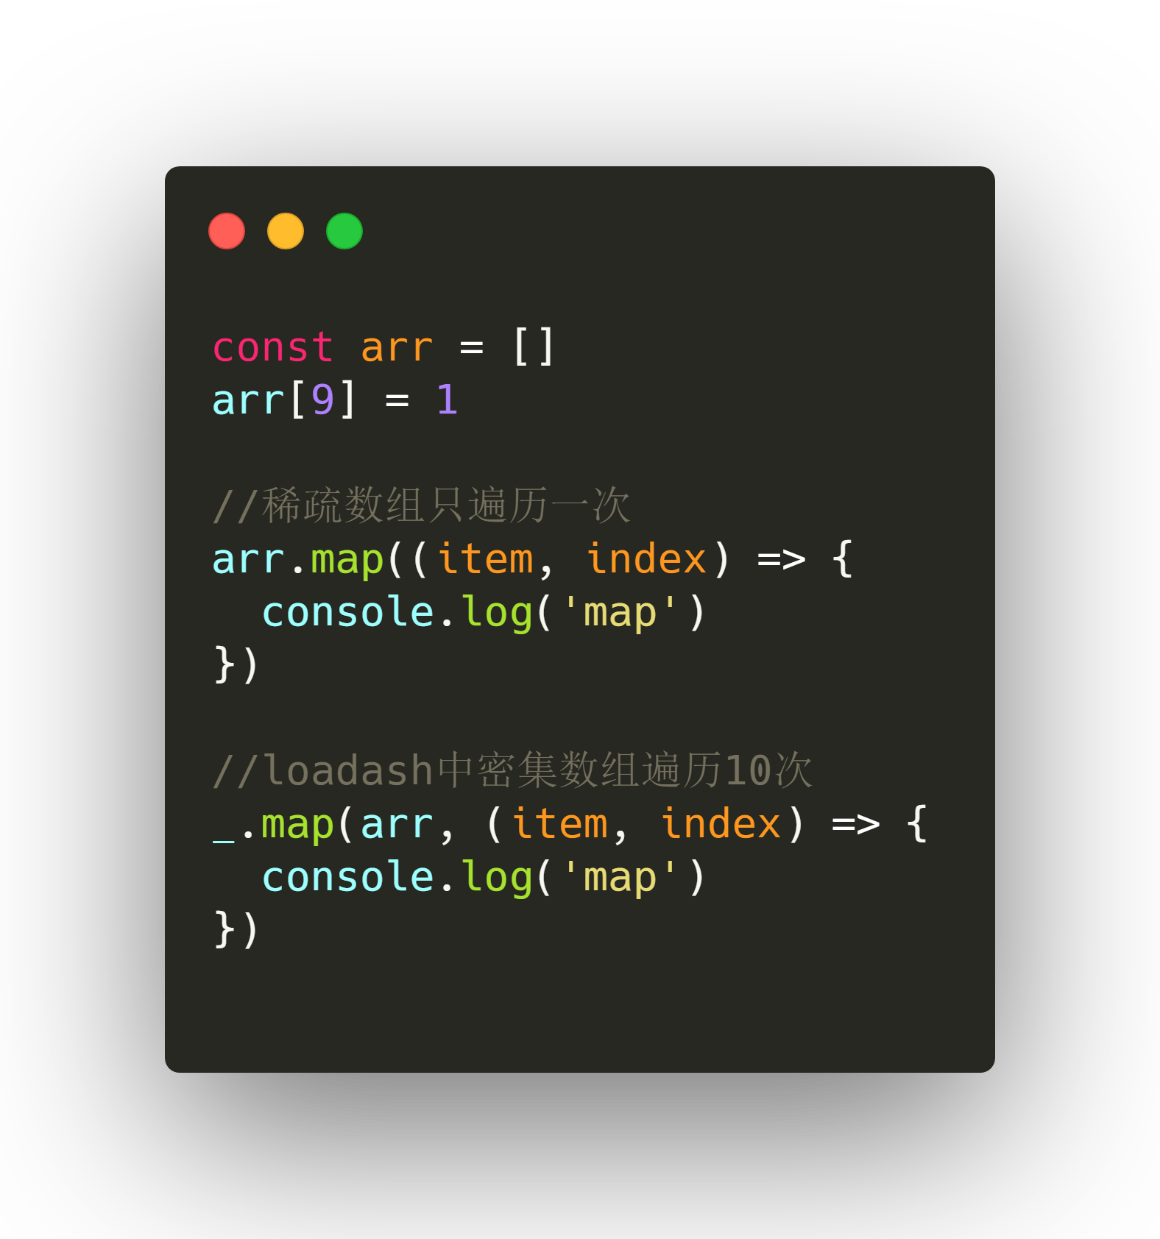 const arr = []
arr[9] = 1
//稀疏数组只遍历一次
arr.map((item, index) => {
  console.log('map')
})
//loadash中密集数组遍历10次
_.map(arr, (item, index) => {
  console.log('map')
})